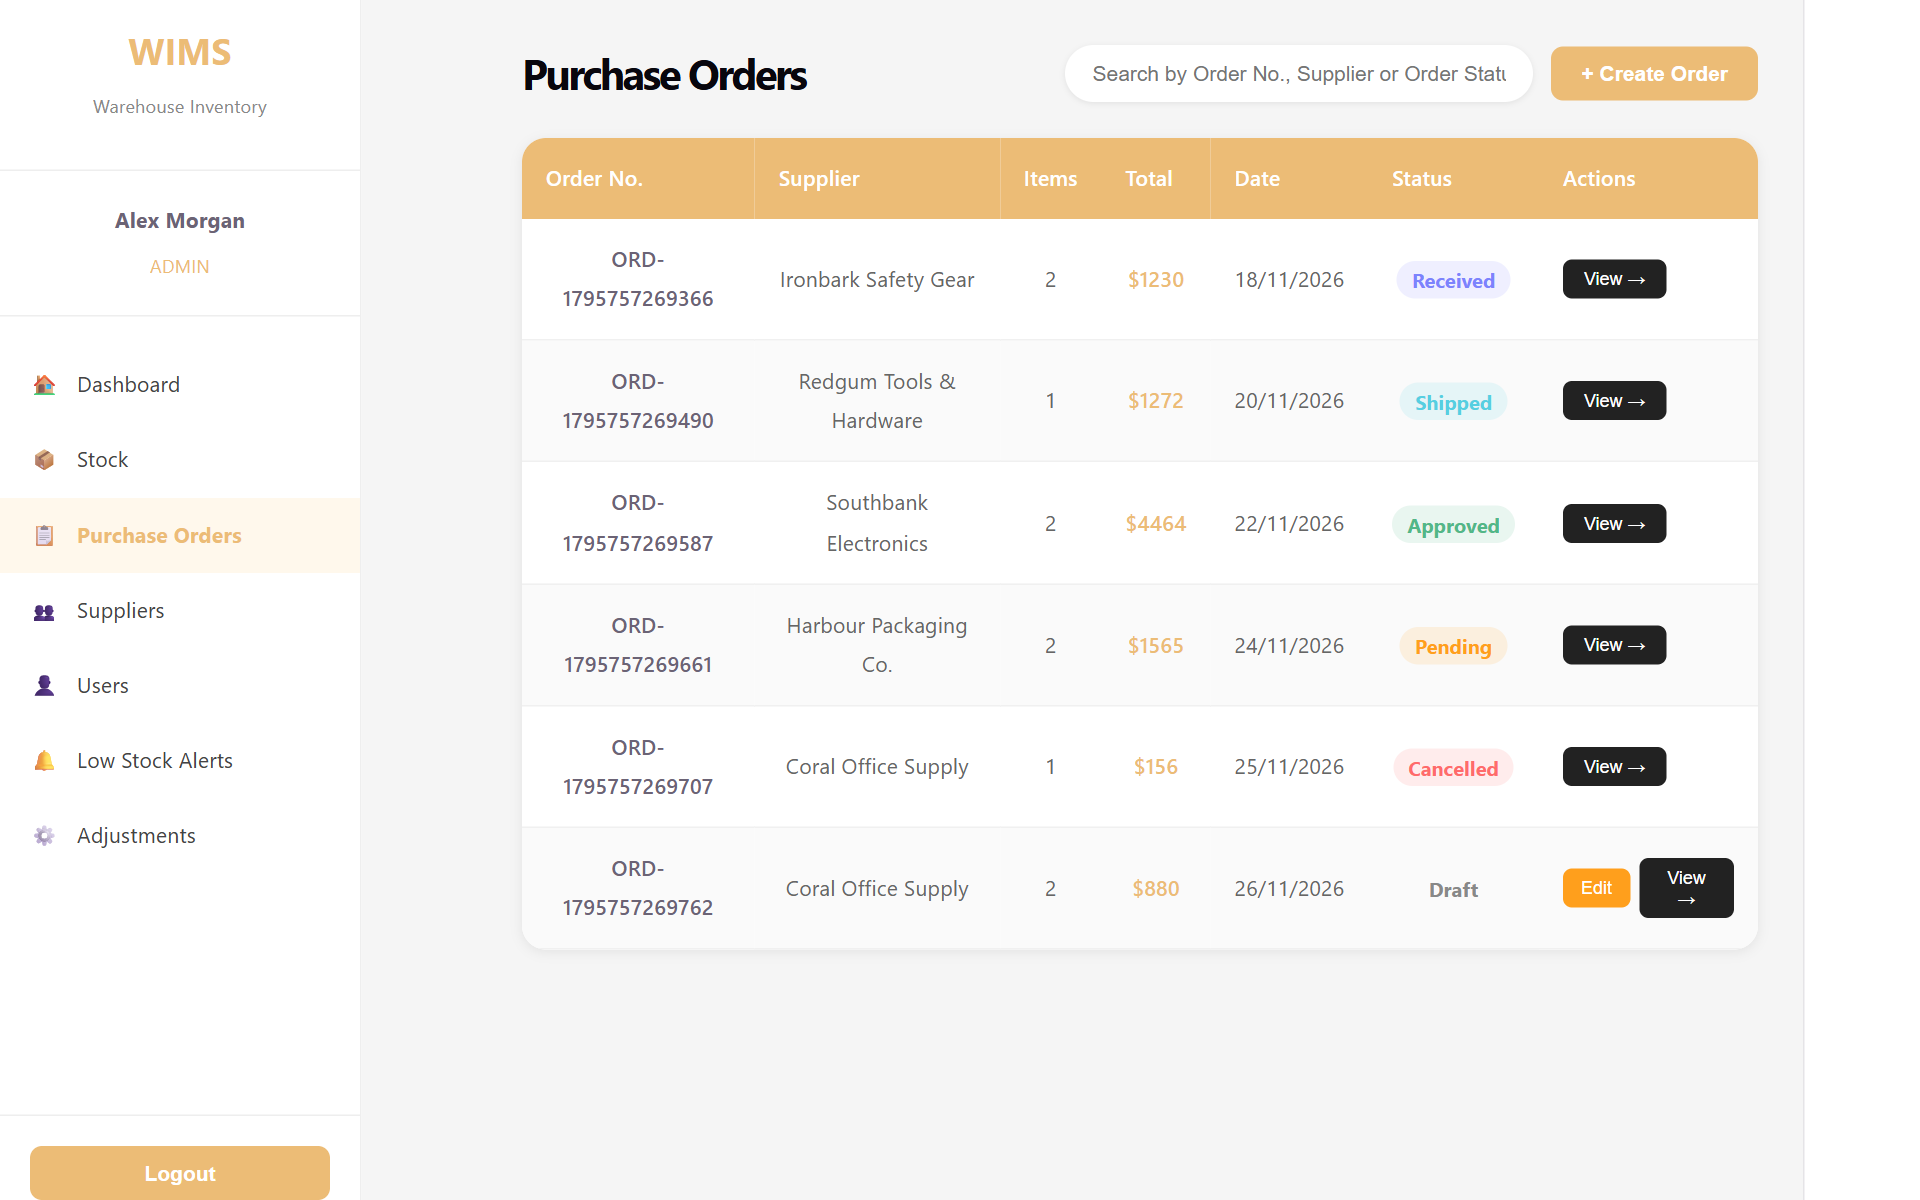 WIMS
Warehouse Inventory
Alex Morgan
ADMIN
Dashboard
Stock
Purchase Orders
Suppliers
Users
Low Stock Alerts
Adjustments
Logout
Purchase Orders
Search by Order No., Supplier or Order Statu
+ Create Order
Order No. Supplier Items Total Date Status Actions
ORD-
1795757269366
Ironbark Safety Gear
2
$1230
18/11/2026
Received
View →
ORD-
1795757269490
Redgum Tools &
Hardware
1
$1272
20/11/2026
Shipped
View →
ORD-
1795757269587
Southbank
Electronics
2
$4464
22/11/2026
Approved
View →
ORD-
1795757269661
Harbour Packaging
Co.
2
$1565
24/11/2026
Pending
View →
ORD-
1795757269707
Coral Office Supply
1
$156
25/11/2026
Cancelled
View →
ORD-
1795757269762
Coral Office Supply
2
$880
26/11/2026
Draft
Edit
View
→